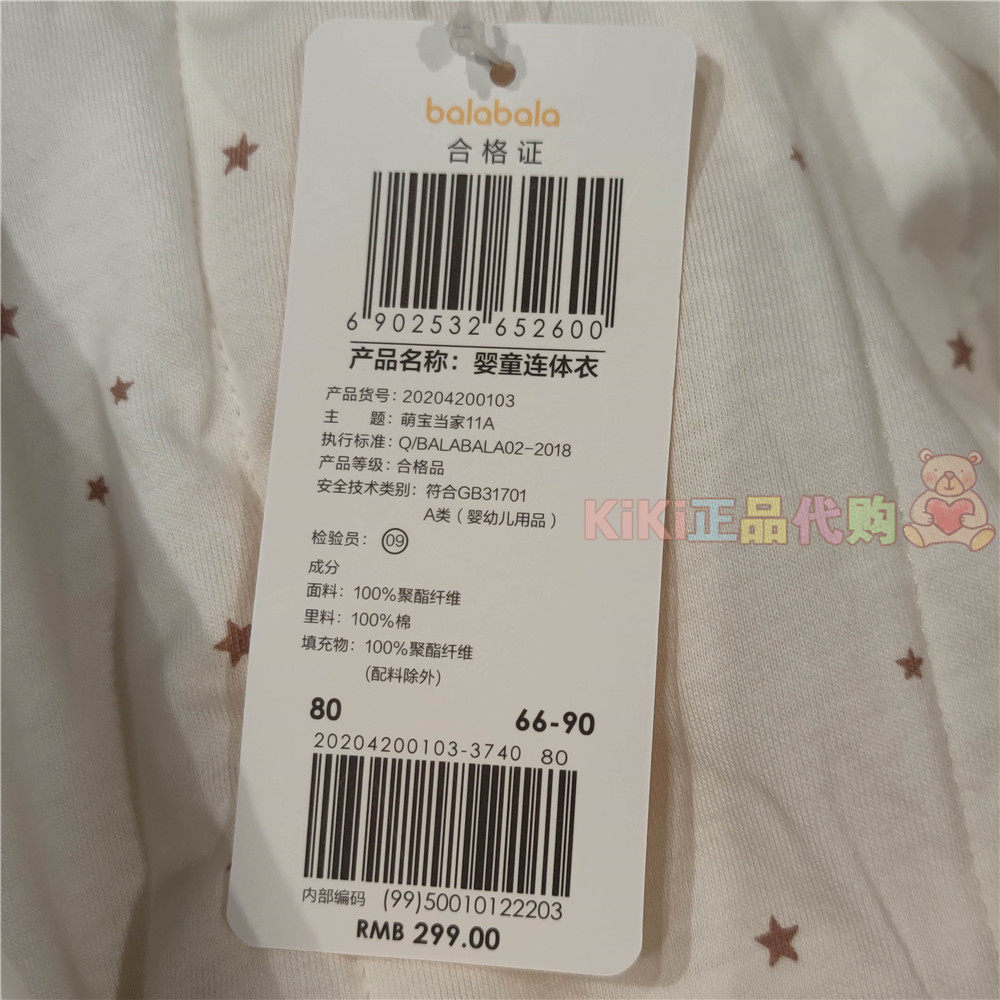 balabala
合格证
6 902532 652600
产品名称：婴童连体衣
产品货号：20204200103
主 题：萌宝当家11A
执行标准：Q/BALABALA02-2018
产品等级：合格品
安全技术类别：符合GB31701
A类（婴幼儿用品）
检验员：09
成分
面料：100%聚酯纤维
里料：100%棉
填充物：100%聚酯纤维
(配料除外)
80 66-90
20204200103-3740 80
内部编码 (99)50010122203
RMB 299.00
KiKi正品代购